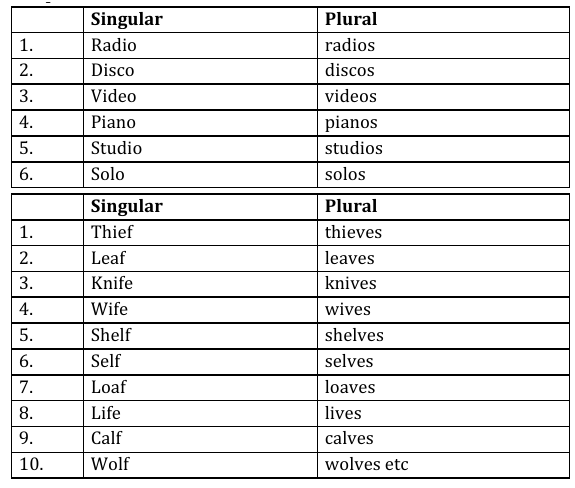 Singular Plural
1. Radio radios
2. Disco discos
3. Video videos
4. Piano pianos
5. Studio studios
6. Solo solos
Singular Plural
1. Thief thieves
2. Leaf leaves
3. Knife knives
4. Wife wives
5. Shelf shelves
6. Self selves
7. Loaf loaves
8. Life lives
9. Calf calves
10. Wolf wolves etc